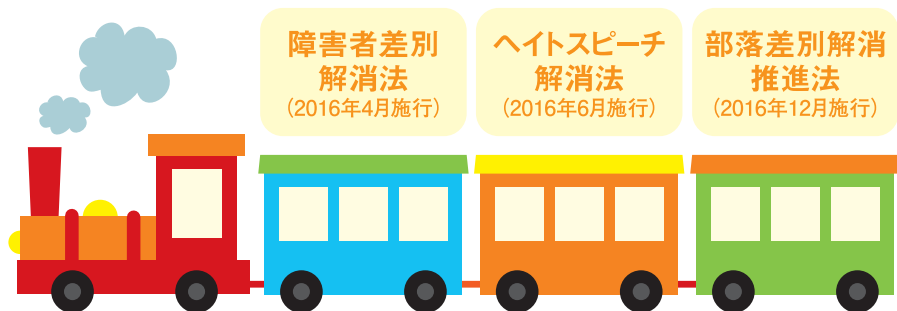 障害者差別
解消法
（2016年4月施行）
ヘイトスピーチ
解消法
（2016年6月施行）
部落差別解消
推進法
（2016年12月施行）